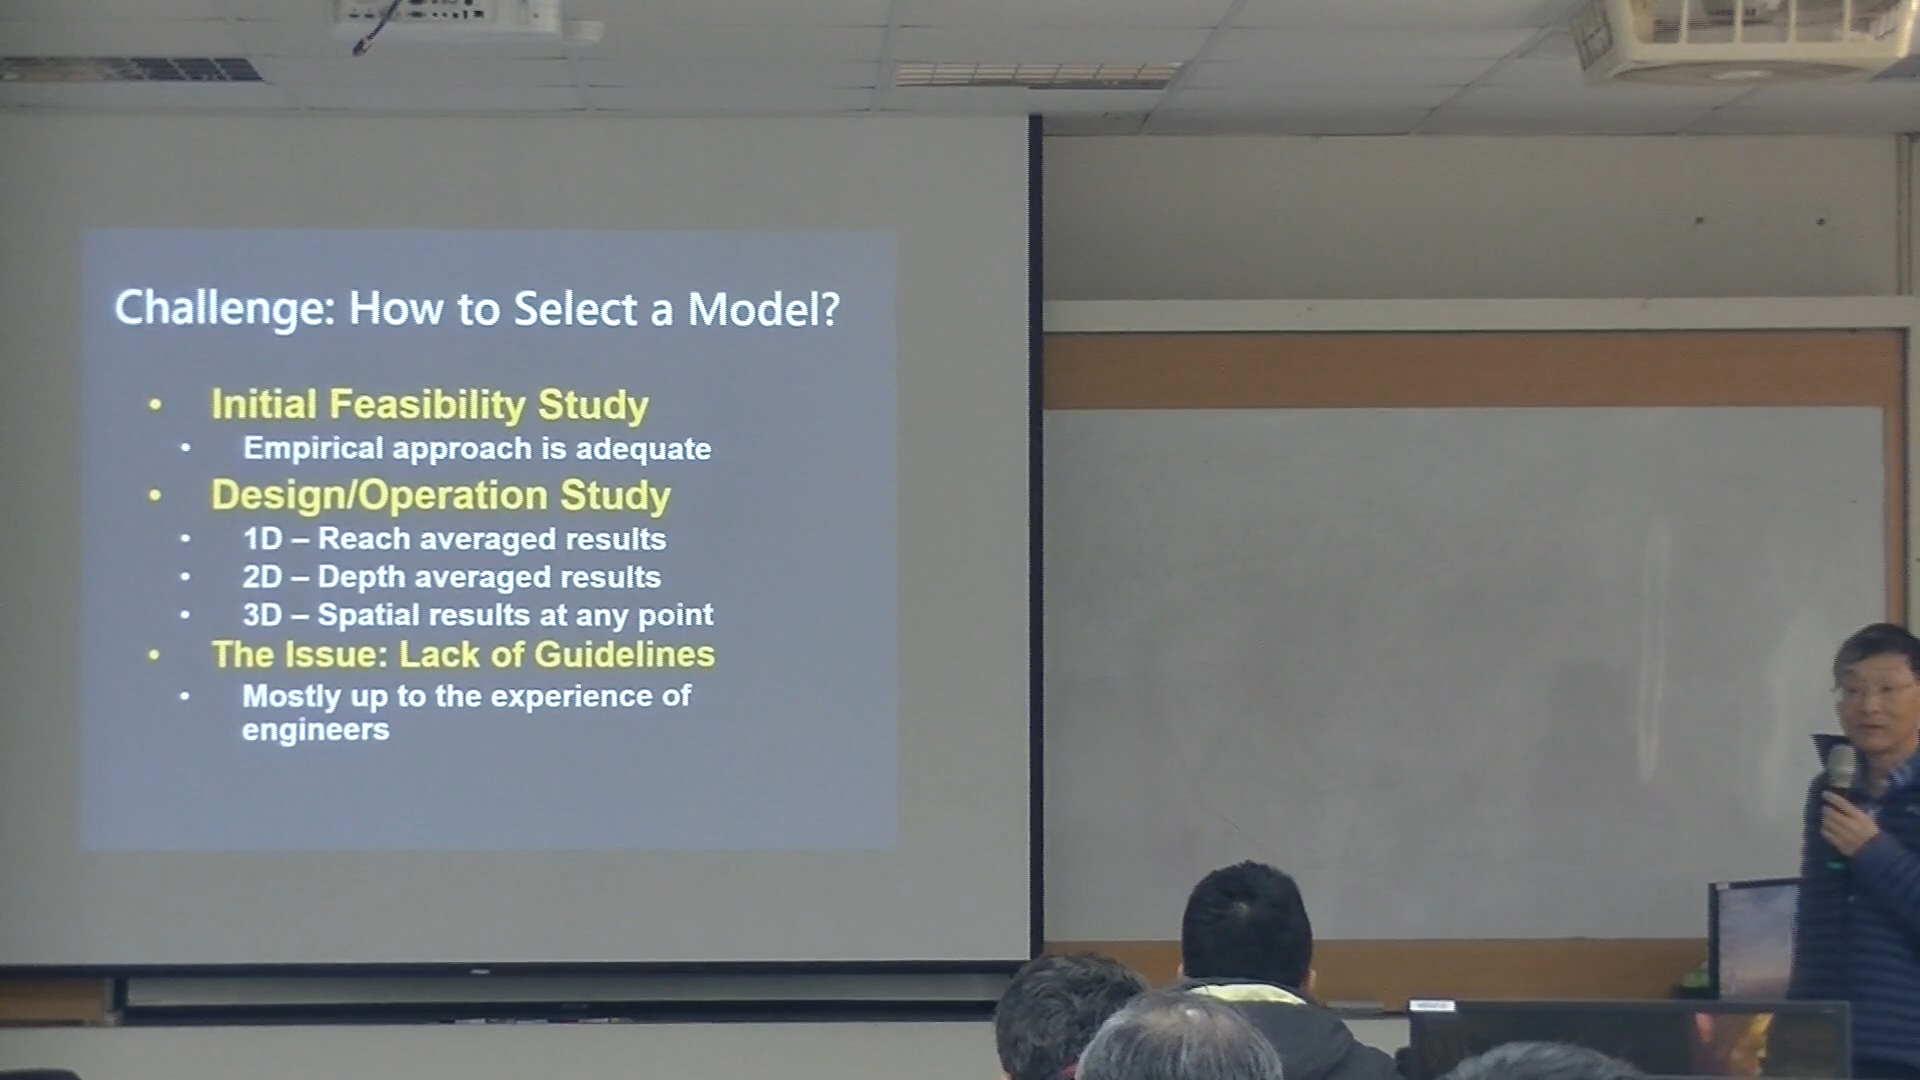 Challenge: How to Select a Model?
• Initial Feasibility Study
• Empirical approach is adequate
• Design/Operation Study
• 1D – Reach averaged results
• 2D – Depth averaged results
• 3D – Spatial results at any point
• The Issue: Lack of Guidelines
• Mostly up to the experience of
engineers